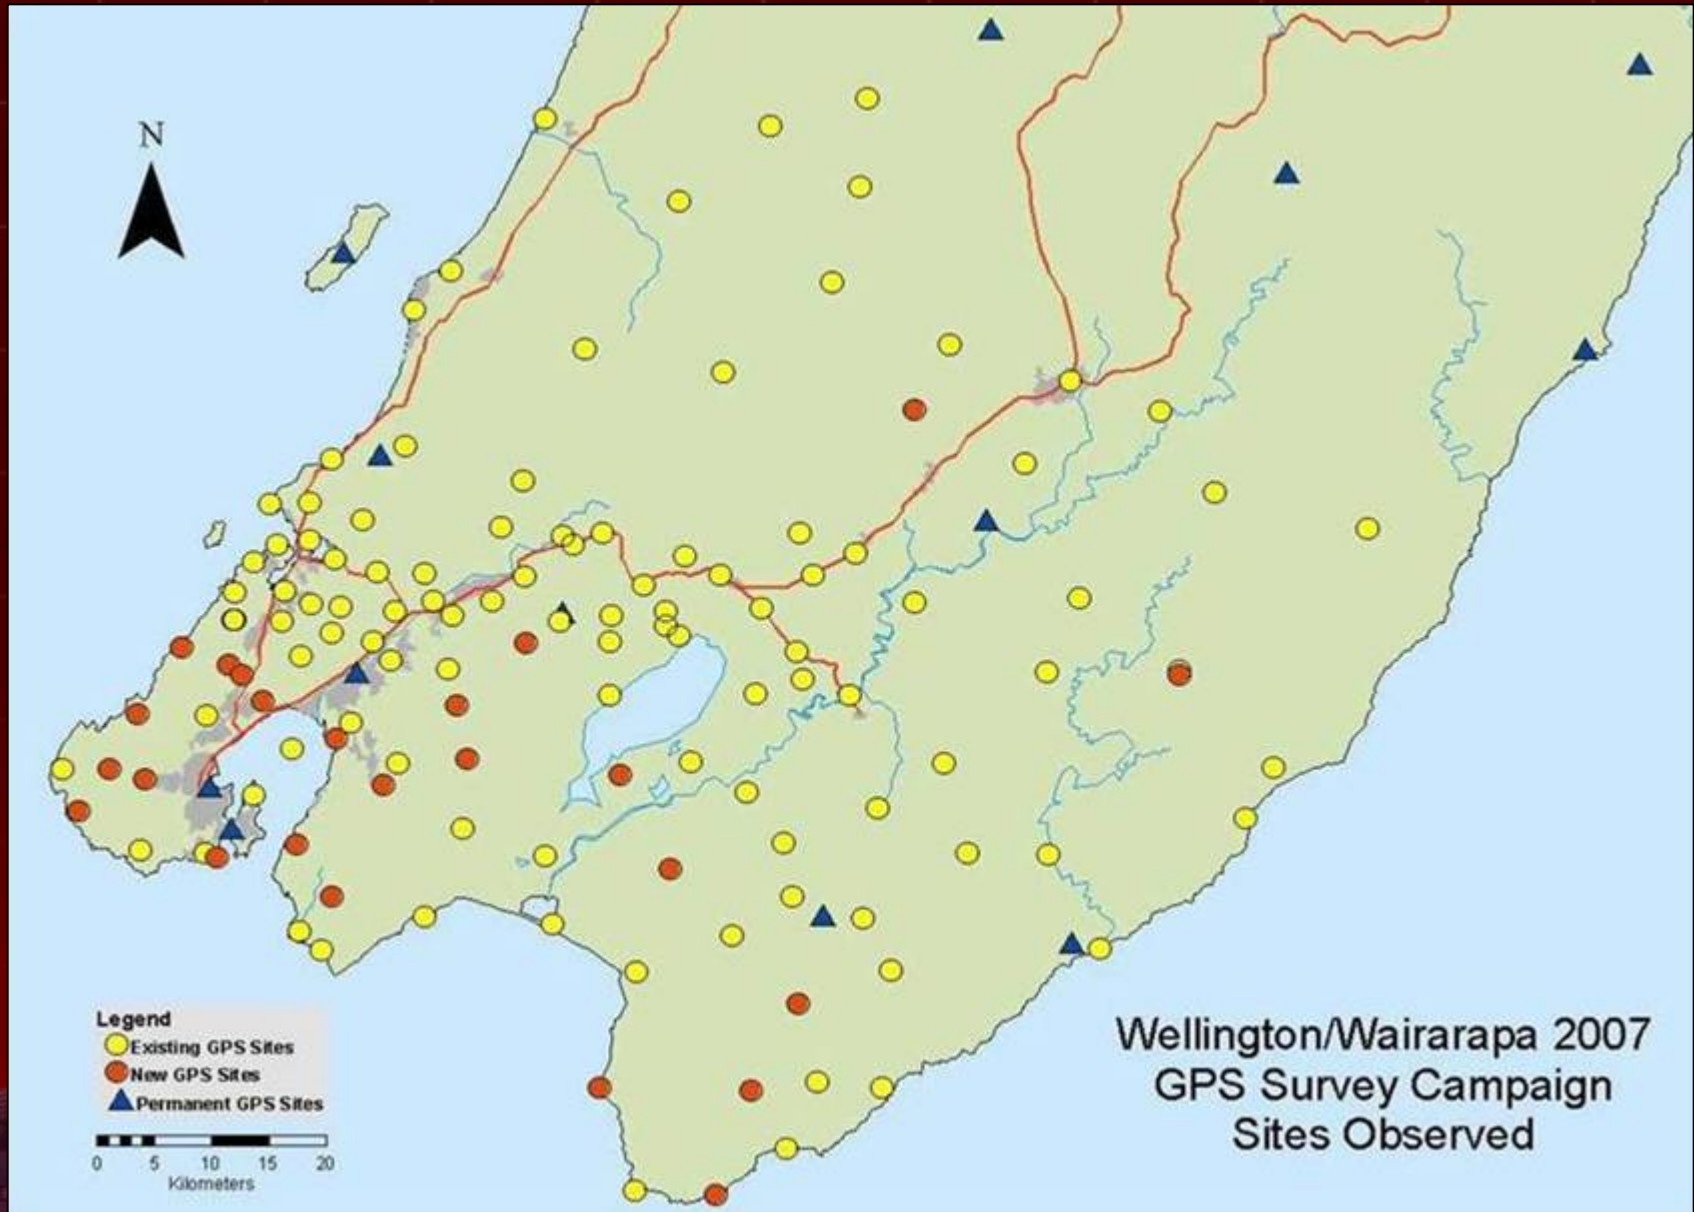 N
Legend
Existing GPS Sites
New GPS Sites
Permanent GPS Sites
0 5 10 15 20
Kilometers
Wellington/Wairarapa 2007
GPS Survey Campaign
Sites Observed